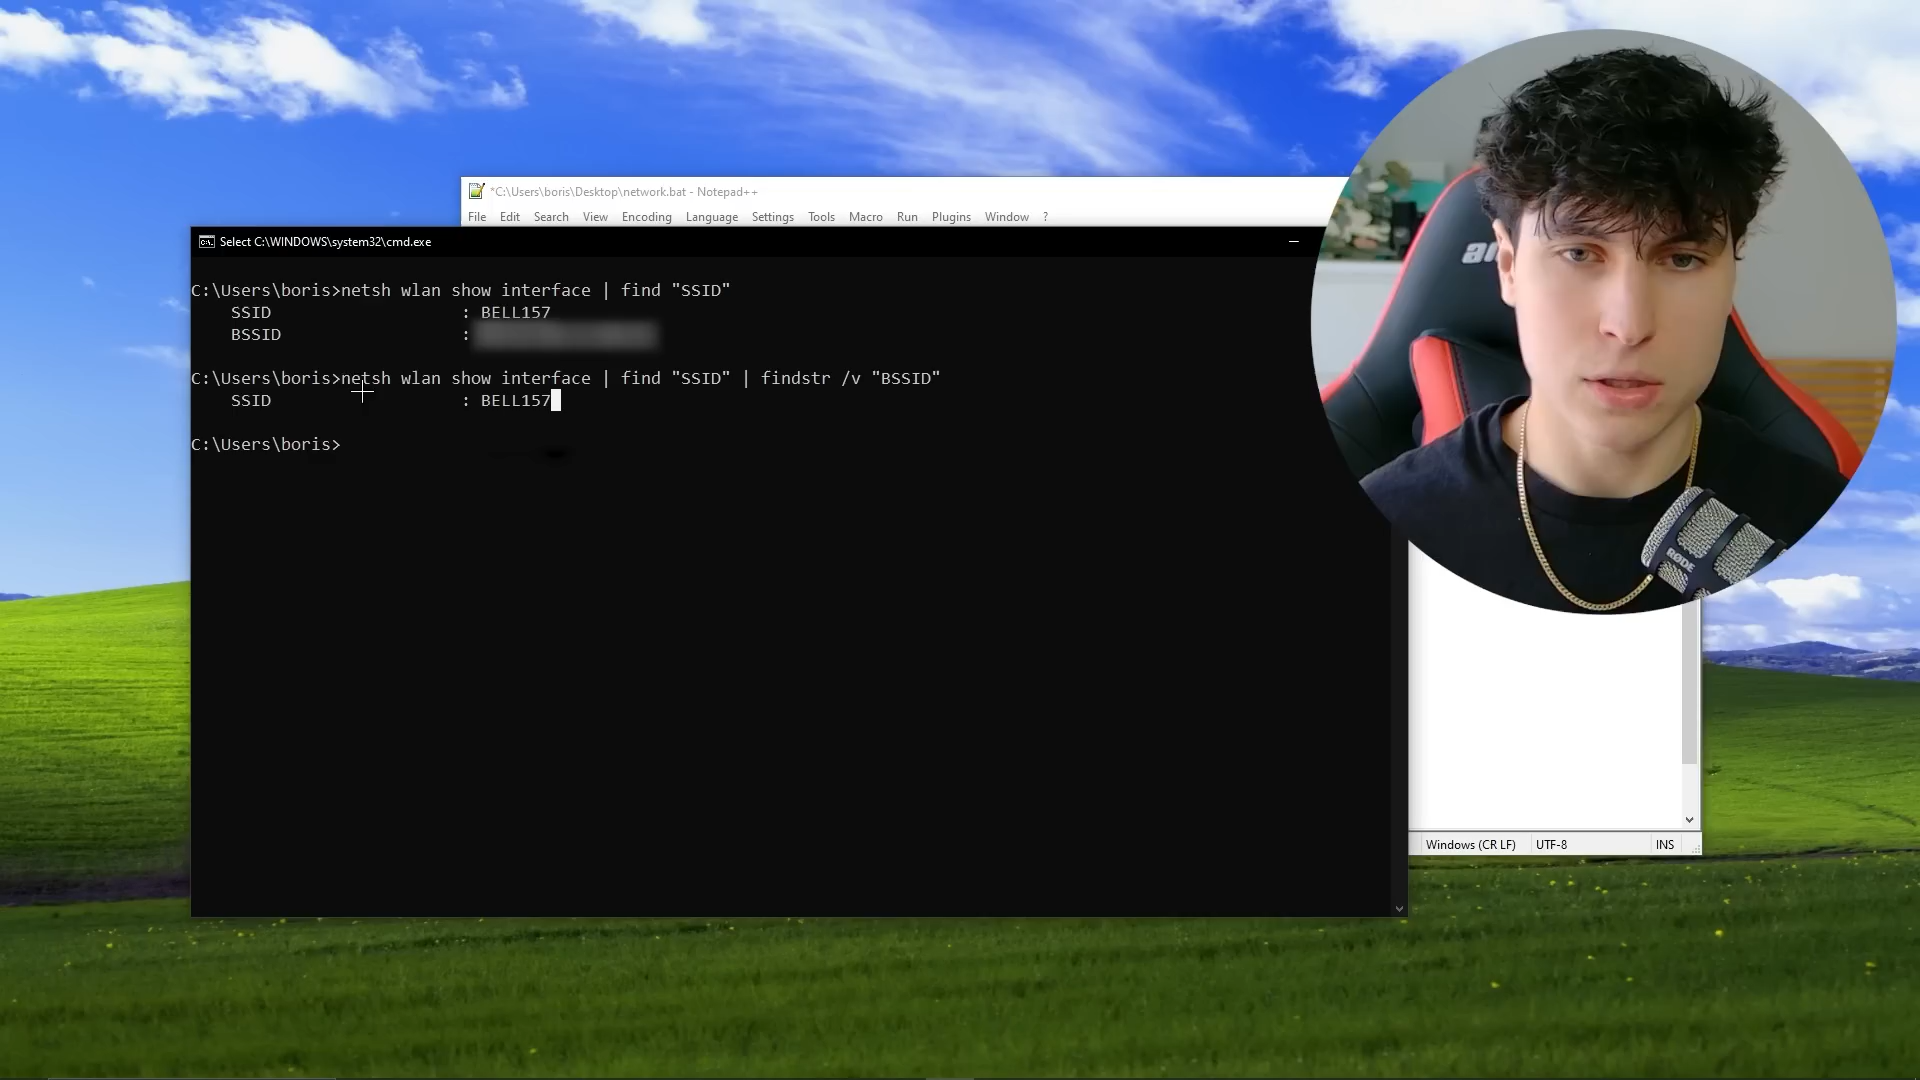 *C:\Users\boris\Desktop\network.bat - Notepad++
File Edit Search View Encoding Language Settings Tools Macro Run Plugins Window ?
Select C:\WINDOWS\system32\cmd.exe
C:\Users\boris>netsh wlan show interface | find "SSID"
SSID : BELL157
BSSID :
C:\Users\boris>netsh wlan show interface | find "SSID" | findstr /v "BSSID"
SSID : BELL157
C:\Users\boris>
RØDE
Windows (CR LF) UTF-8 INS